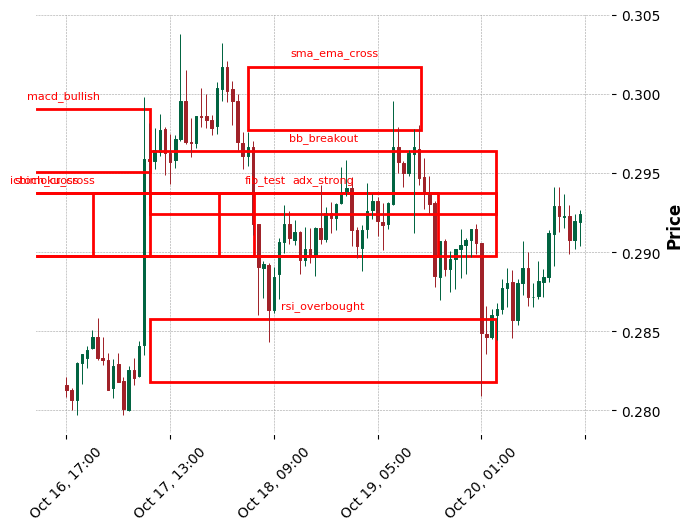 0.305
sma_ema_cross
0.300
macd_bullish
bb_breakout
0.295
fib_test
adx_strong
Price
0.290
rsi_overbought
0.285
0.280
Oct 16, 17:00
Oct 17, 13:00
Oct 18, 09:00
Oct 19, 05:00
Oct 20, 01:00